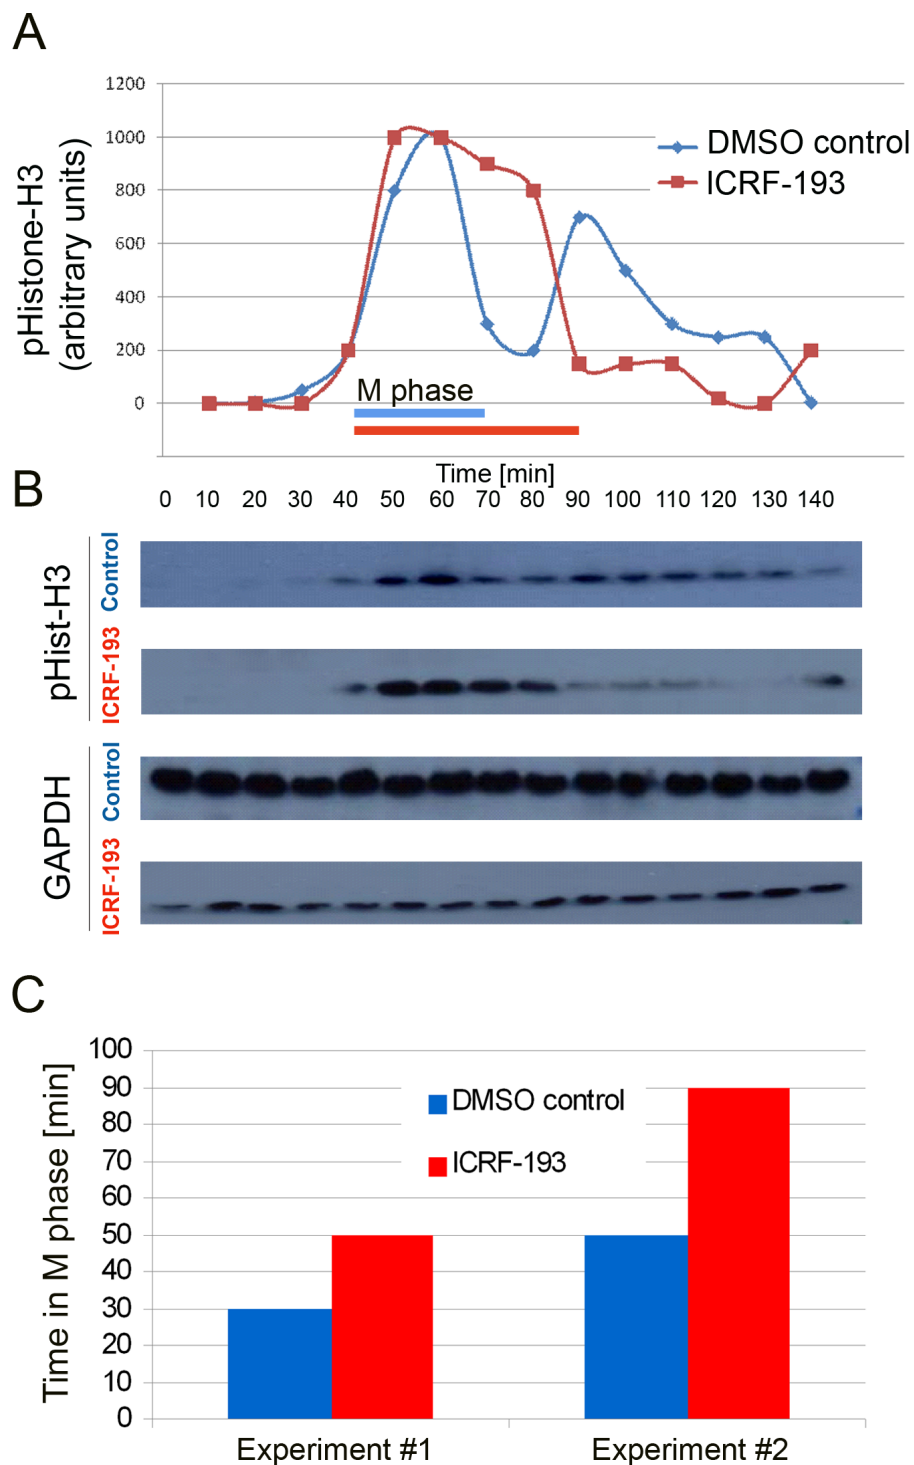 A
pHistone-H3
(arbitrary units)
1200
1000
800
600
400
200
0
DMSO control
ICRF-193
M phase
Time [min]
B
0 10 20 30 40 50 60 70 80 90 100 110 120 130 140
pHist-H3
Control
ICRF-193
GAPDH
Control
ICRF-193
C
Time in M phase [min]
100
90
80
70
60
50
40
30
20
10
0
DMSO control
ICRF-193
Experiment #1 Experiment #2